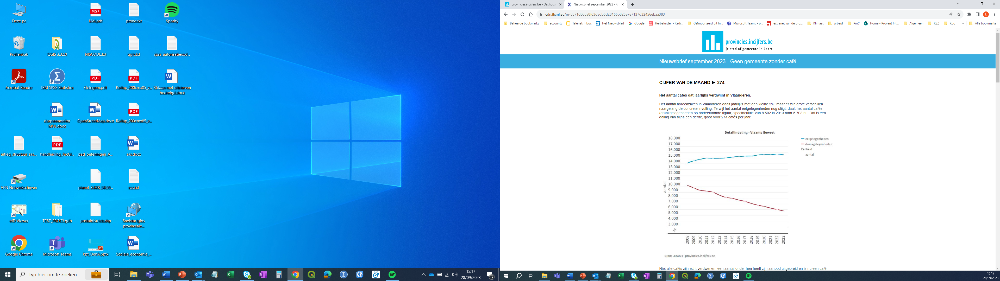 Deze pc
Mol.pdf
prono.txt
Spotify
Prullenbak
QGIS 3.32.0
NISCODE.txt
qgis.txt
spss_autorisatiecod...
Acrobat Reader
IBM SPSS Statistics
Oelegem.pdf
Rollup_200cmx85_v...
Stilaan met uitsterven
bedreigd.docx
dorpenmonitor
MOL.docx
OpenStreetMap.docx
Rollup_200cmx85_v...
uitleg_structuur_sas....
handleiding_ArcGI...
pad_oefeningen_A...
sas.docx
VPN Netwerkschijven
planet_3.028_50.59...
sas.txt
eID Viewer
TEST_PROC3.gdb
postaldistricts.shp
Snelstartgids
provinciale...
Google Chrome
Microsoft Teams
Ppt_DenA.pptx
Sociale_economie_...
Typ hier om te zoeken
15:17
28/09/2023
17
provincies.incijfers.be - Dashbo
Nieuwsbrief september 2023 - G
cdn.flxml.eu/m-8571d008a8f63dadb5d28166b825e7e7137d32456ebaa383
L
Beheerde bookmarks accounts Telenet: Inbox Het Nieuwsblad Google Herbeluister - Radi... Geïmporteerd uit In... Microsoft Teams - p... extranet van de pro... Klimaat arbeid PinC Home - Provant Int... Algemeen KSZ Kbo » Alle bookmarks
provincies.incijfers.be
je stad of gemeente in kaart
Nieuwsbrief september 2023 - Geen gemeente zonder café
CIJFER VAN DE MAAND ► 274
Het aantal cafés dat jaarlijks verdwijnt in Vlaanderen.
Het aantal horecazaken in Vlaanderen daalt jaarlijks met een kleine 5%, maar er zijn grote verschillen
naargelang de concrete invulling. Terwijl het aantal eetgelegenheden nog stijgt, daalt het aantal cafés
(drankgelegenheden op onderstaande figuur) spectaculair: van 8.502 in 2013 naar 5.763 nu. Dat is een
daling van bijna een derde, goed voor 274 cafés per jaar.
Detailindeling - Vlaams Gewest
18.000
17.000
16.000
15.000
14.000
13.000
12.000
11.000
10.000
9.000
8.000
7.000
6.000
5.000
4.000
3.000
aantal
eetgelegenheden
drankgelegenheden
Eenheid
aantal
2008 2009 2010 2011 2012 2013 2014 2015 2016 2017 2018 2019 2020 2021 2022 2023
Bron: Locatus | provincies.incijfers.be
Niet alle cafés zijn echt verdwenen: een aantal onder hen heeft zijn aanbod uitgebreid en is nu een café-
15:17
28/09/2023